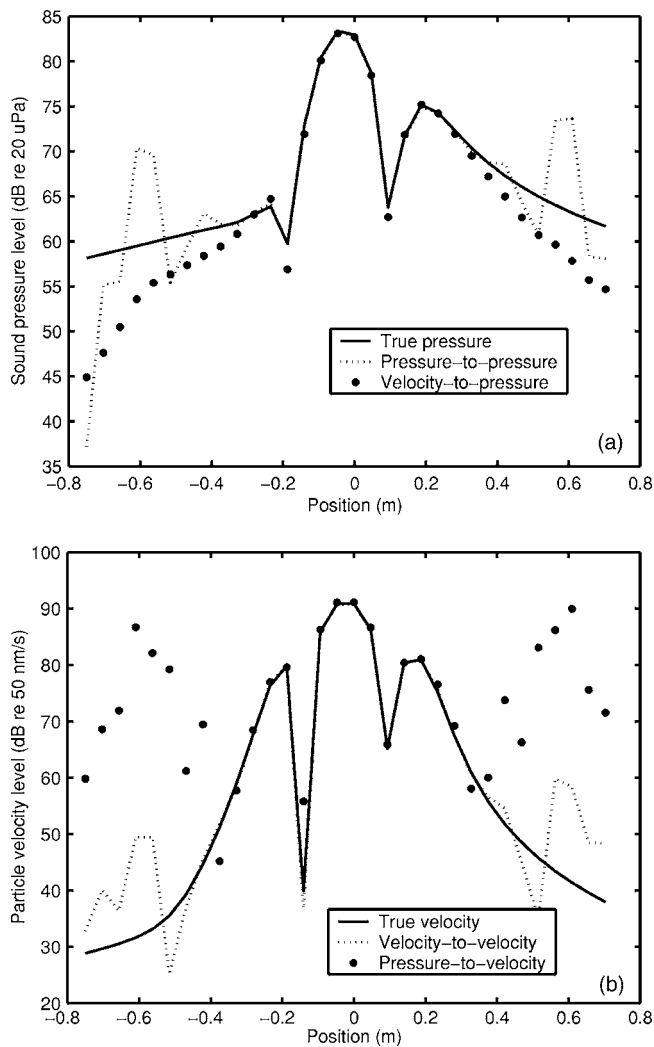 85
80
75
70
65
60
55
50
45
40
35
Sound pressure level (dB re 20 uPa)
True pressure
Pressure−to−pressure
Velocity−to−pressure
(a)
−0.8 −0.6 −0.4 −0.2 0 0.2 0.4 0.6 0.8
Position (m)
100
90
80
70
60
50
40
30
20
Particle velocity level (dB re 50 nm/s)
True velocity
Velocity−to−velocity
Pressure−to−velocity
(b)
−0.8 −0.6 −0.4 −0.2 0 0.2 0.4 0.6 0.8
Position (m)